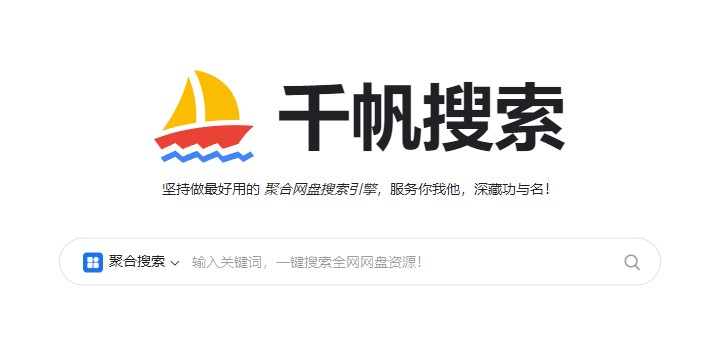 千帆搜索
坚持做最好用的 聚合网盘搜索引擎，服务你我他，深藏功与名！
聚合搜索 输入关键词，一键搜索全网网盘资源！